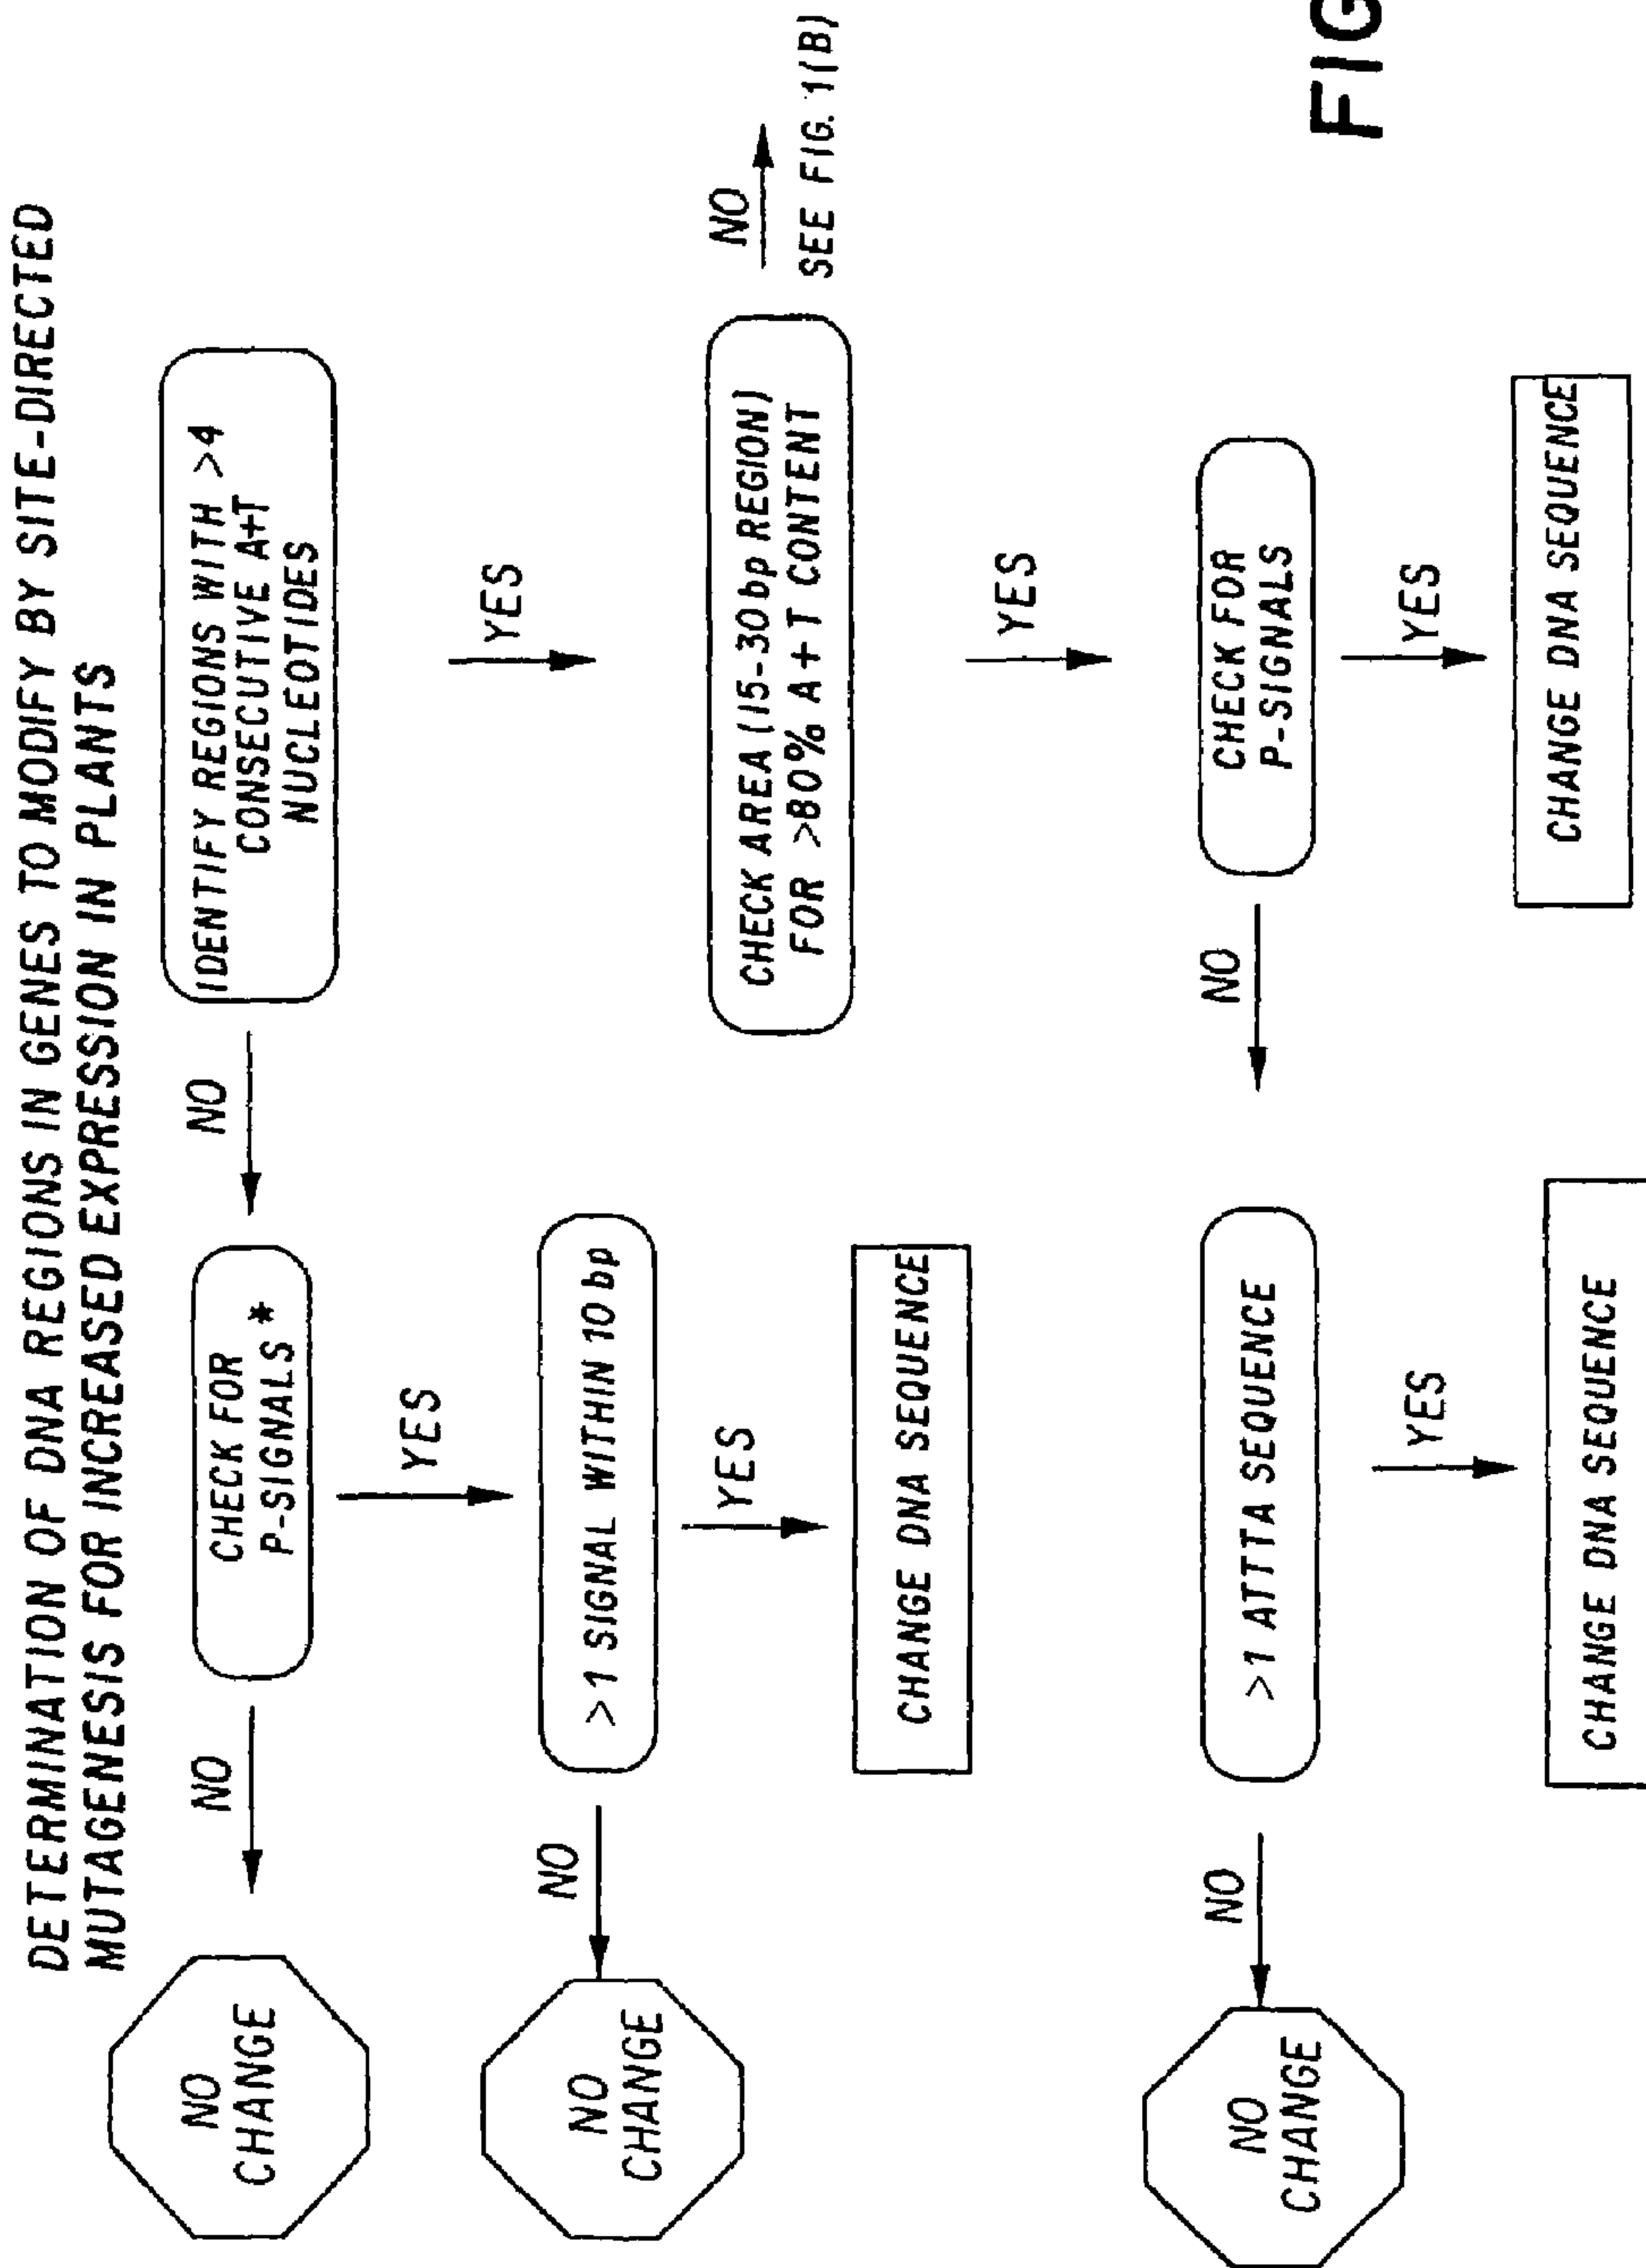 DETERMINATION OF DNA REGIONS IN GENES TO MODIFY BY SITE-DIRECTED
MUTAGENESIS FOR INCREASED EXPRESSION IN PLANTS
NO
CHANGE
NO
CHECK FOR
P-SIGNALS *
NO
IDENTIFY REGIONS WITH >4
CONSECUTIVE A+T
NUCLEOTIDES
YES
YES
NO
CHANGE
NO
>1 SIGNAL WITHIN 10 bp
YES
CHANGE DNA SEQUENCE
CHECK AREA (15-30 bp REGION)
FOR >80% A + T CONTENT
NO
SEE FIG. 1(B)
YES
NO
CHANGE
NO
>1 ATTTA SEQUENCE
NO
CHECK FOR
P-SIGNALS
YES
YES
CHANGE DNA SEQUENCE
CHANGE DNA SEQUENCE
FIG